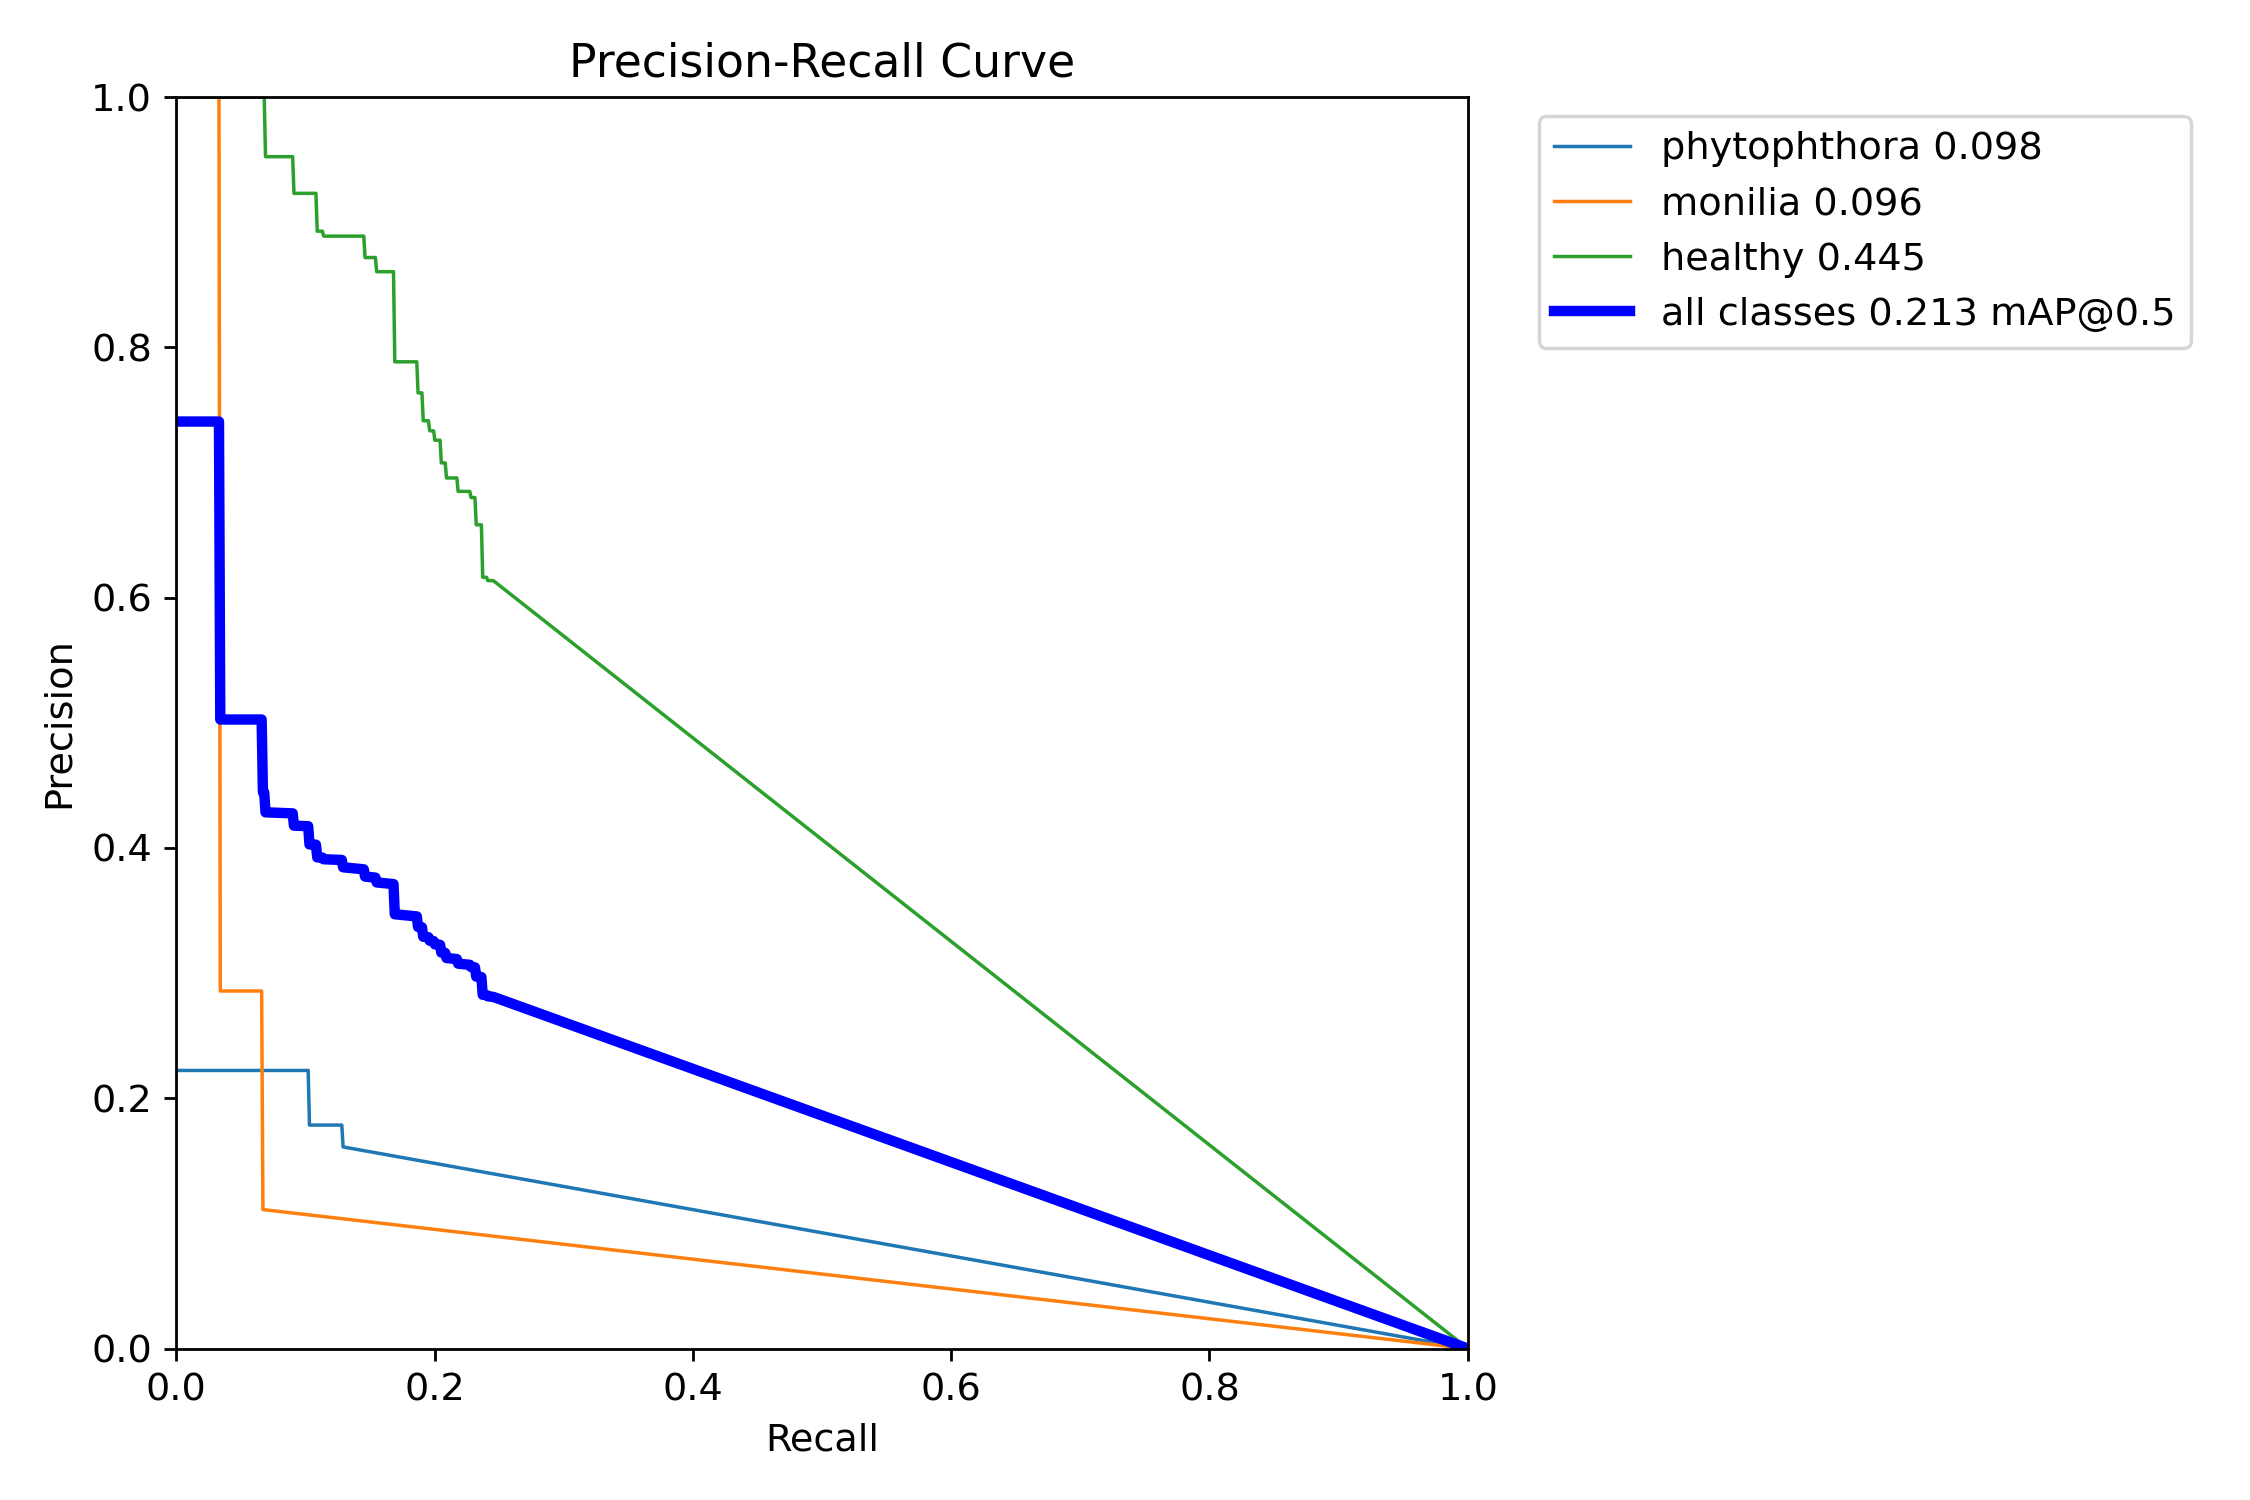 Precision-Recall Curve
1.0
0.8
0.6
0.4
0.2
0.0
Precision
0.0 0.2 0.4 0.6 0.8 1.0
Recall
phytophthora 0.098
monilia 0.096
healthy 0.445
all classes 0.213 mAP@0.5